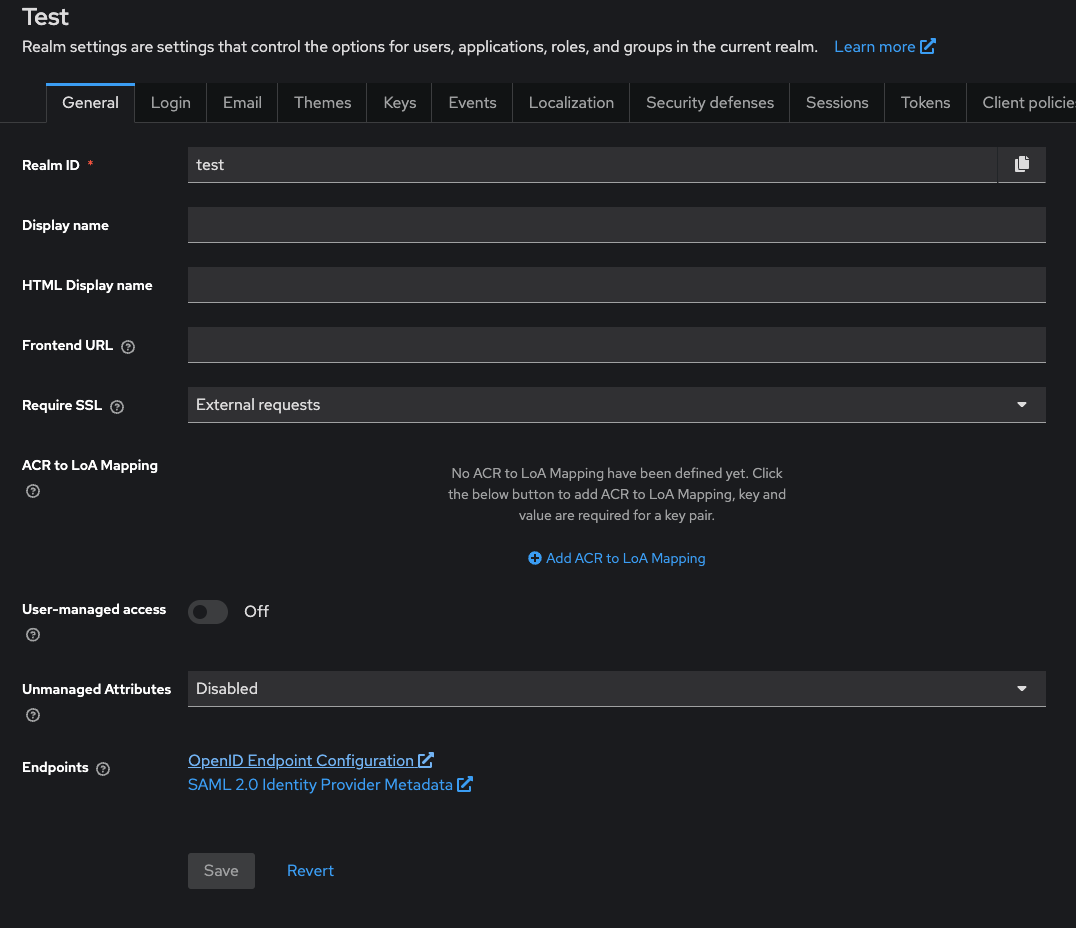 Test
Realm settings are settings that control the options for users, applications, roles, and groups in the current realm. Learn more
General Login Email Themes Keys Events Localization Security defenses Sessions Tokens Client policies
Realm ID * test
Display name
HTML Display name
Frontend URL
Require SSL External requests
ACR to LoA Mapping
No ACR to LoA Mapping have been defined yet. Click
the below button to add ACR to LoA Mapping, key and
value are required for a key pair.
Add ACR to LoA Mapping
User-managed access Off
Unmanaged Attributes Disabled
Endpoints OpenID Endpoint Configuration
SAML 2.0 Identity Provider Metadata
Save Revert